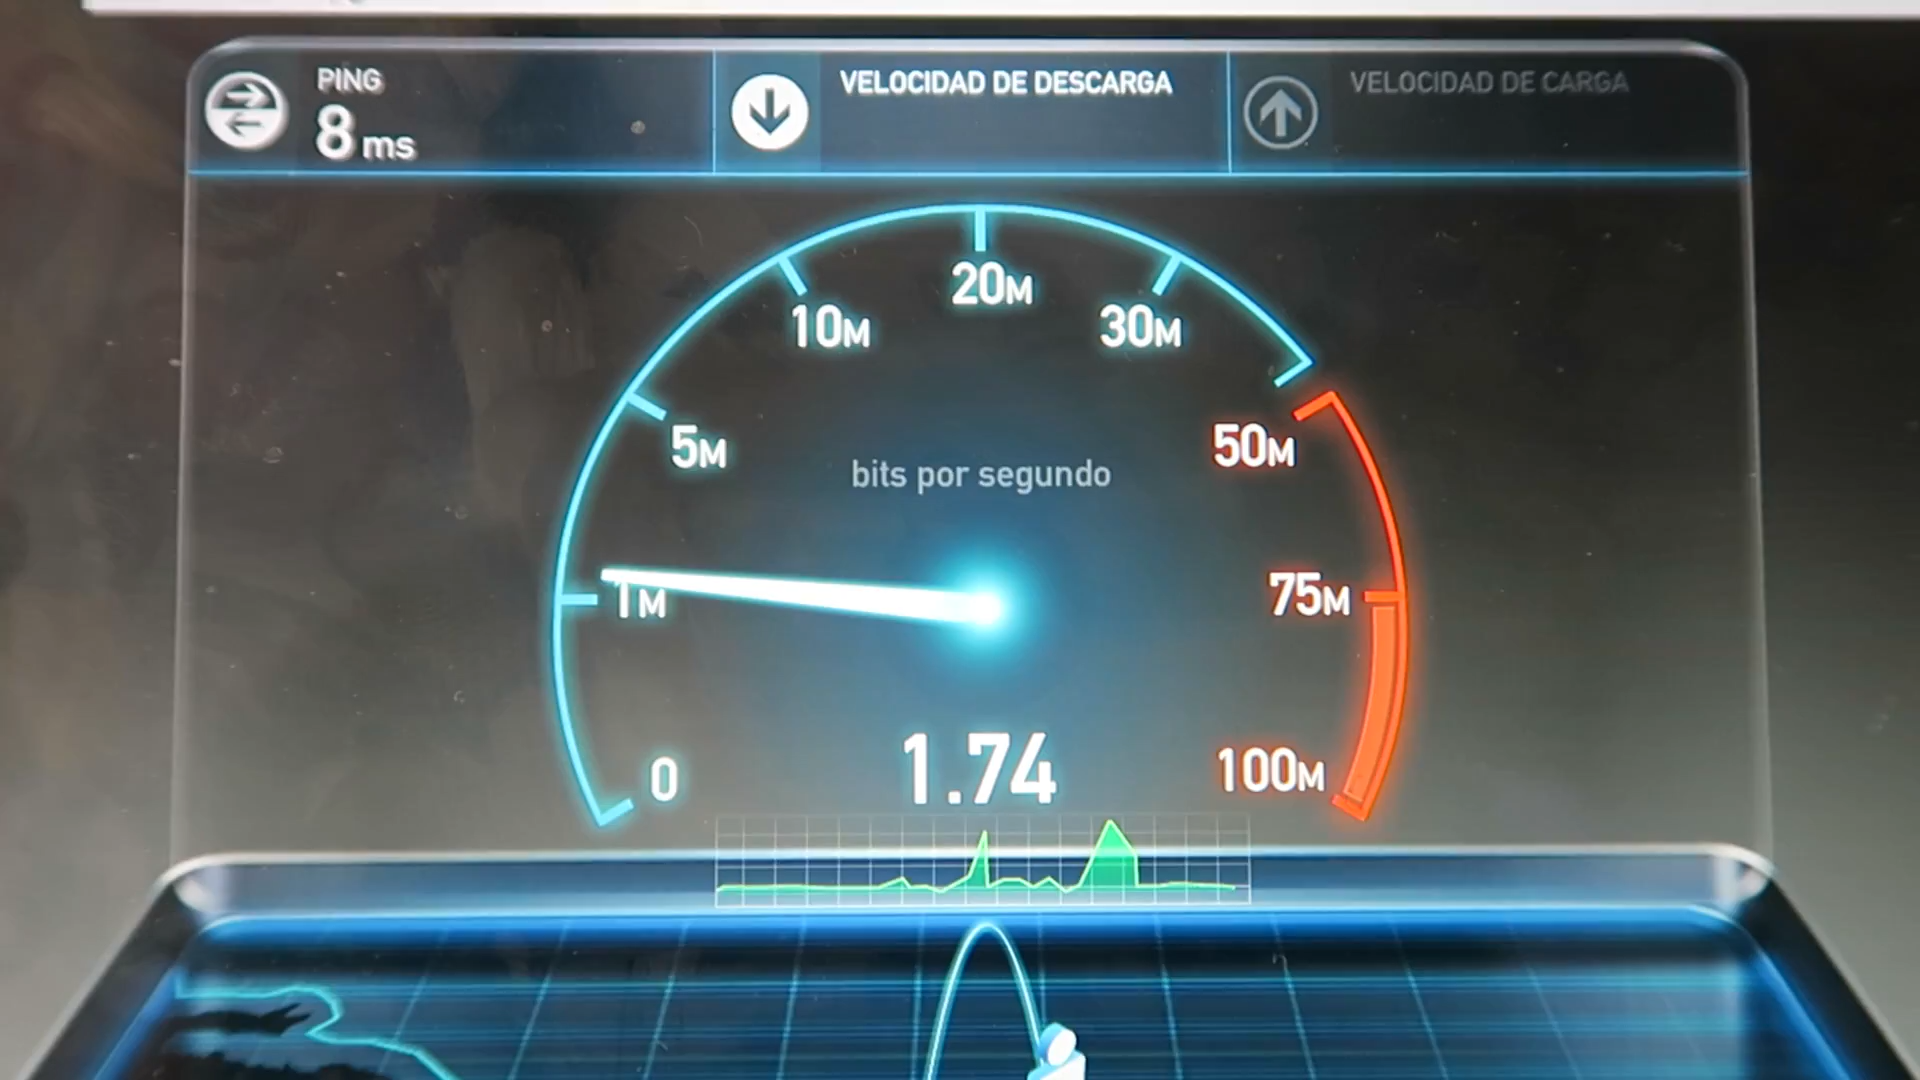 PING
8 ms
VELOCIDAD DE DESCARGA
VELOCIDAD DE CARGA
20M
10M
30M
5M
50M
bits por segundo
1M
75M
0
1.74
100M